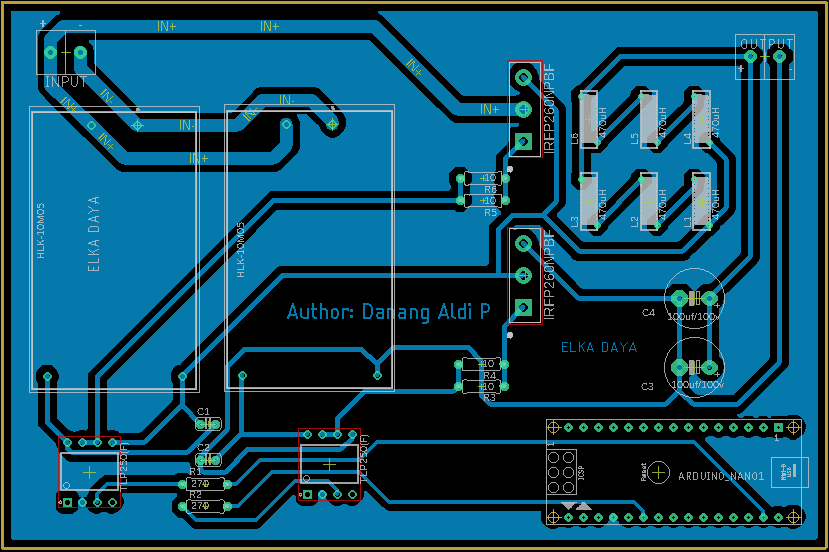 + -
IN+
IN+
OUTPUT
+ -
INPUT
IN+
IN-
IN-
IN-
IN+
IN-
IN+
IN+
IN+
IRFP260NPBF
L6
470uH
L5
470uH
L4
470uH
10
R6
10
R5
L3
470uH
L2
470uH
L1
470uH
HLK-10M05
ELKA DAYA
HLK-10M05
IRFP260NPBF
Author: Danang Aldi P
C4
100uf/100v
+
ELKA DAYA
10
R4
10
R3
C3
100uf/100v
+
C1
C2
TLP250(F)
TLP250(F)
R1
270
R2
270
1
1
ICSP
Reset
ARDUINO_NANO1
USB